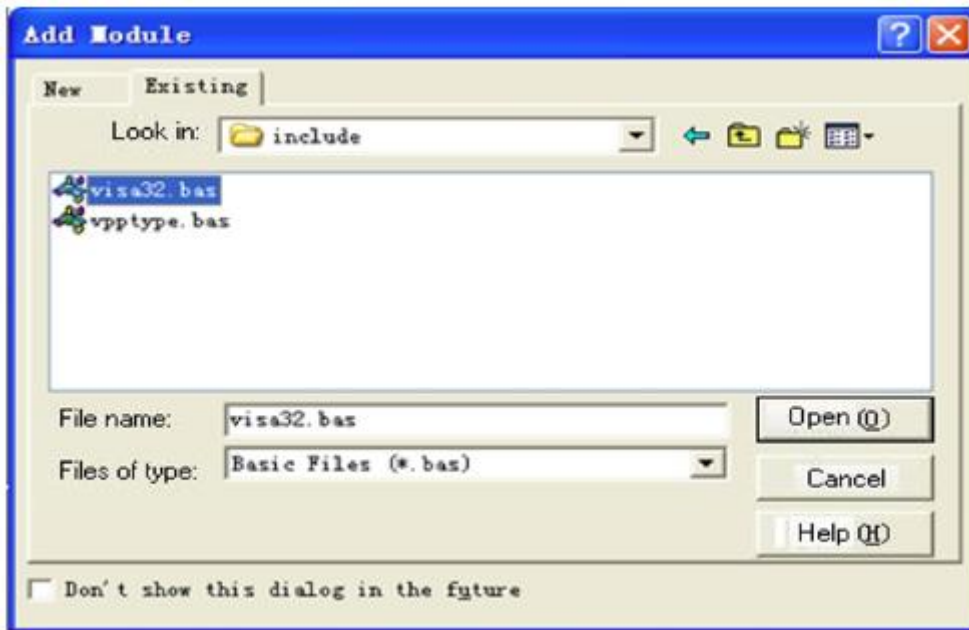 Add Module
New Existing
Look in: include
visa32.bas
vpptype.bas
File name: visa32.bas Open (O)
Files of type: Basic Files (*.bas)
Cancel
Help (H)
Don't show this dialog in the future